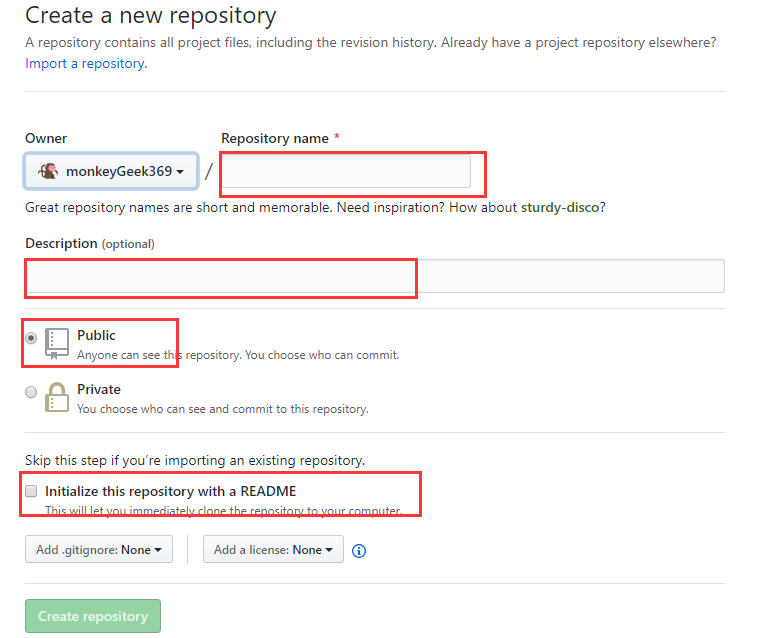 Create a new repository
A repository contains all project files, including the revision history. Already have a project repository elsewhere?
Import a repository.
Owner
Repository name *
monkeyGeek369 /
Great repository names are short and memorable. Need inspiration? How about sturdy-disco?
Description (optional)
Public
Anyone can see this repository. You choose who can commit.
Private
You choose who can see and commit to this repository.
Skip this step if you’re importing an existing repository.
Initialize this repository with a README
This will let you immediately clone the repository to your computer.
Add .gitignore: None
Add a license: None
Create repository